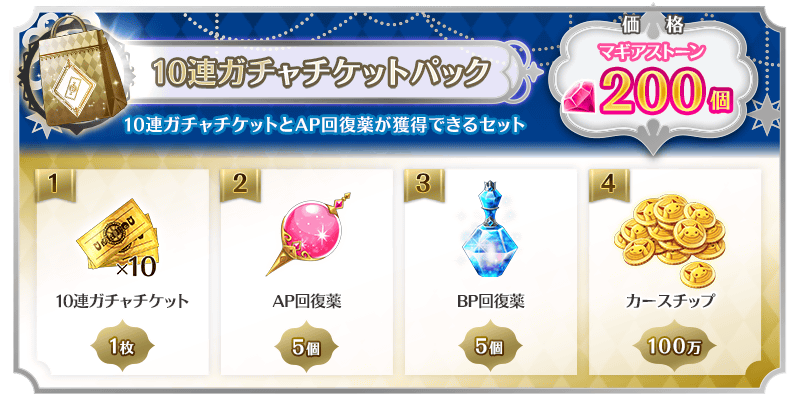 価 格
10連ガチャチケットパック
マギアストーン
200個
10連ガチャチケットとAP回復薬が獲得できるセット
1
2
3
4
×10
10連ガチャチケット
AP回復薬
BP回復薬
カースチップ
1枚
5個
5個
100万